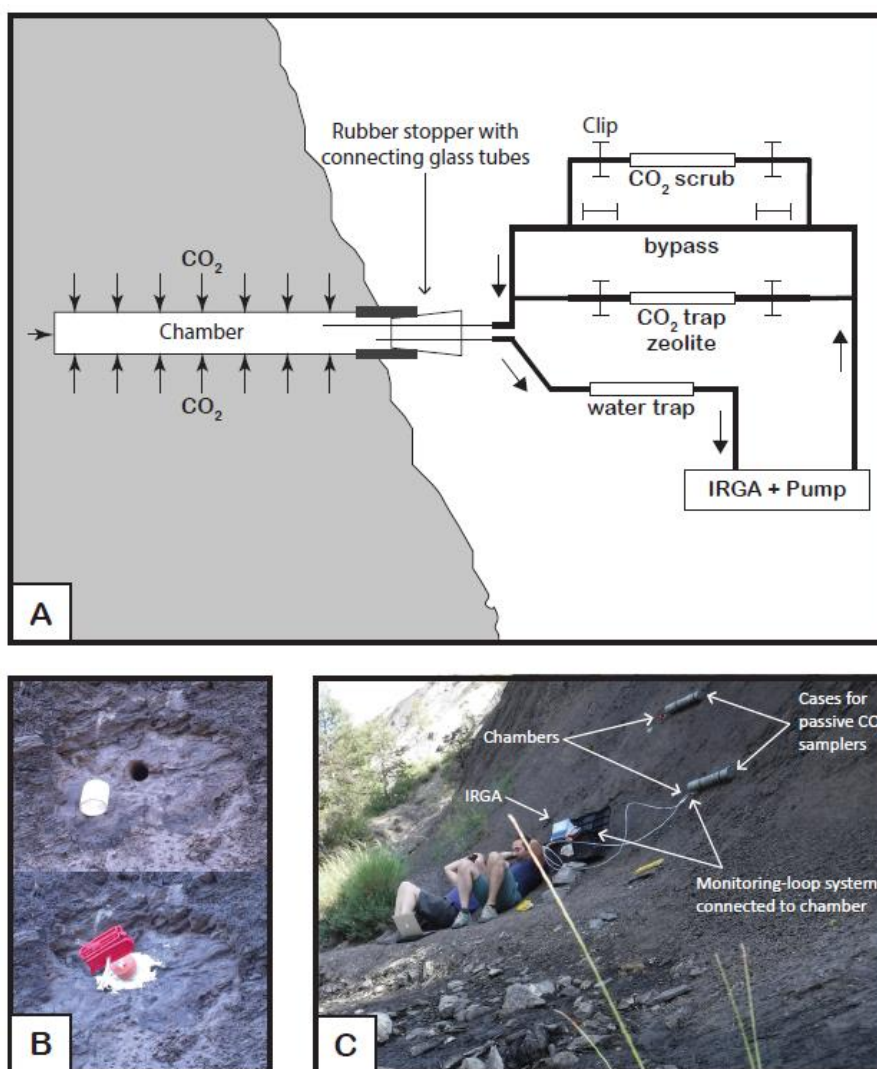 Rubber stopper with
connecting glass tubes
Clip
CO₂ scrub
bypass
CO₂
Chamber
CO₂ trap
zeolite
CO₂
water trap
IRGA + Pump
A
B
Cases for
passive CO
samplers
Chambers
IRGA
Monitoring-loop system
connected to chamber
C